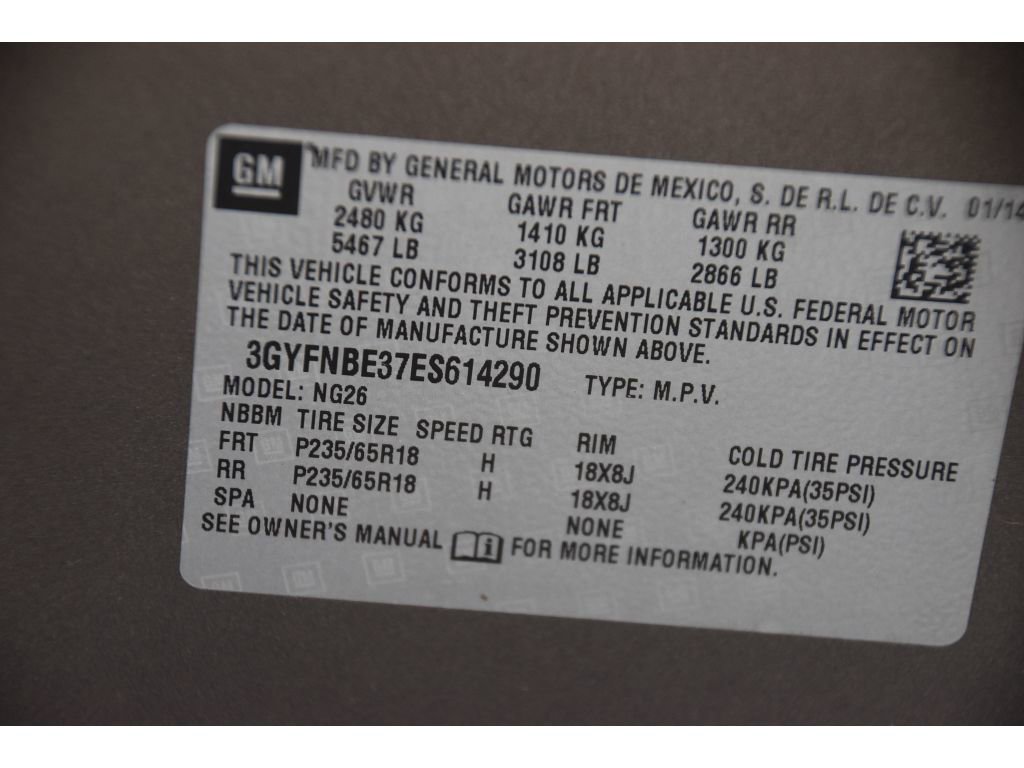 GM MFD BY GENERAL MOTORS DE MEXICO, S. DE R.L. DE C.V. 01/14
GVWR GAWR FRT GAWR RR
2480 KG 1410 KG 1300 KG
5467 LB 3108 LB 2866 LB
THIS VEHICLE CONFORMS TO ALL APPLICABLE U.S. FEDERAL MOTOR
VEHICLE SAFETY AND THEFT PREVENTION STANDARDS IN EFFECT ON
THE DATE OF MANUFACTURE SHOWN ABOVE.
3GYFNBE37ES614290 TYPE: M.P.V.
MODEL: NG26
NBBM TIRE SIZE SPEED RTG RIM COLD TIRE PRESSURE
FRT P235/65R18 H 18X8J 240KPA(35PSI)
RR P235/65R18 H 18X8J 240KPA(35PSI)
SPA NONE NONE KPA(PSI)
SEE OWNER'S MANUAL FOR MORE INFORMATION.